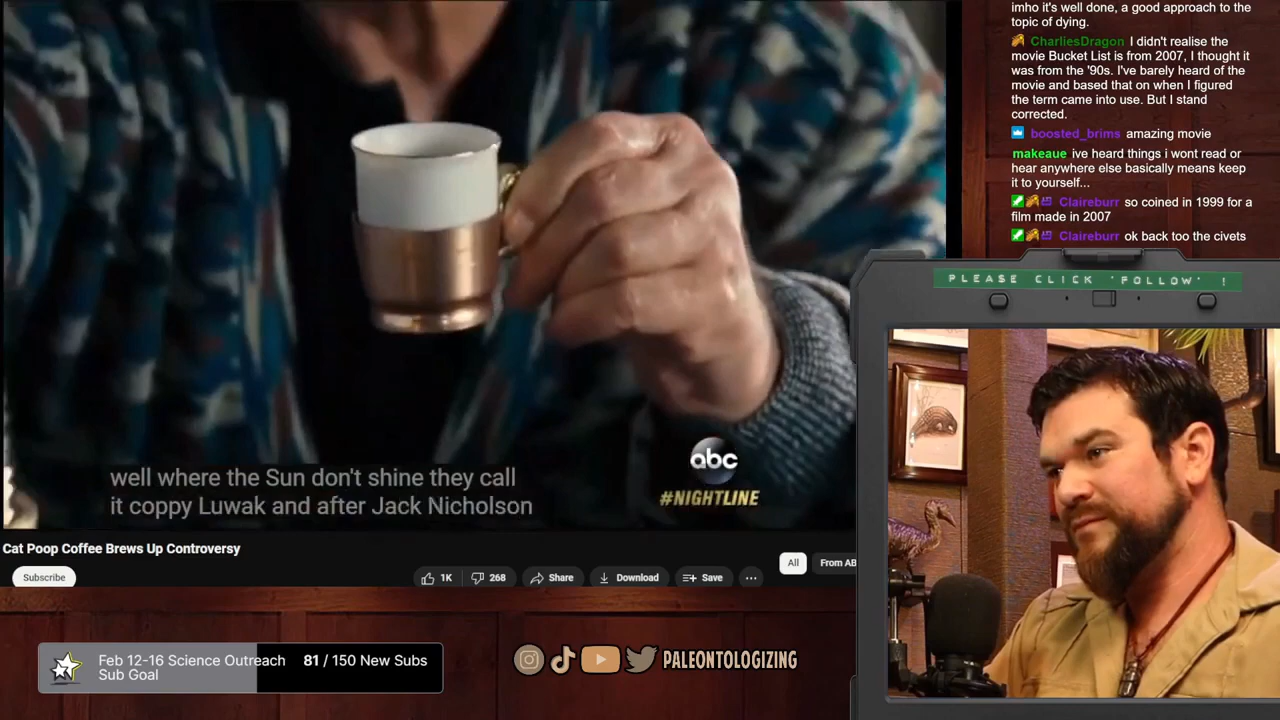 imho it's well done, a good approach to the
topic of dying.
CharliesDragon I didn't realise the
movie Bucket List is from 2007, I thought it
was from the '90s. I've barely heard of the
movie and based that on when I figured
the term came into use. But I stand
corrected.
boosted_brims amazing movie
makeaue ive heard things i wont read or
hear anywhere else basically means keep
it to yourself...
Claireburr so coined in 1999 for a
film made in 2007
Claireburr ok back too the civets
PLEASE CLICK "FOLLOW" !
abc
#NIGHTLINE
well where the Sun don't shine they call
it coppy Luwak and after Jack Nicholson
Cat Poop Coffee Brews Up Controversy
Subscribe
1K
268
Share
Download
Save
All
From AB
Feb 12-16 Science Outreach
Sub Goal
81 / 150 New Subs
PALEONTOLOGIZING